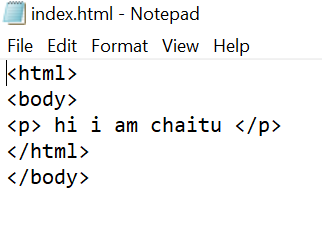 index.html - Notepad
File Edit Format View Help
<html>
<body>
<p> hi i am chaitu </p>
</html>
</body>